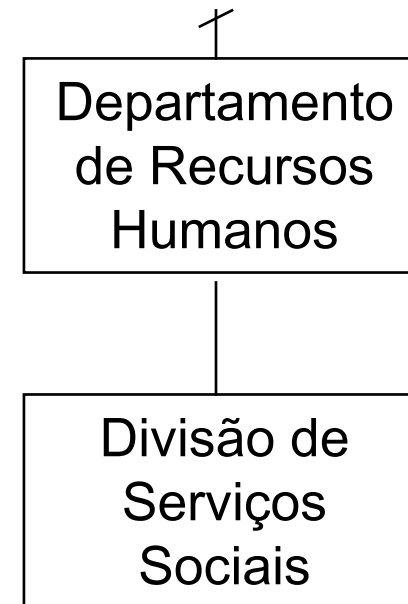 Departamento
de Recursos
Humanos
Divisão de
Serviços
Sociais